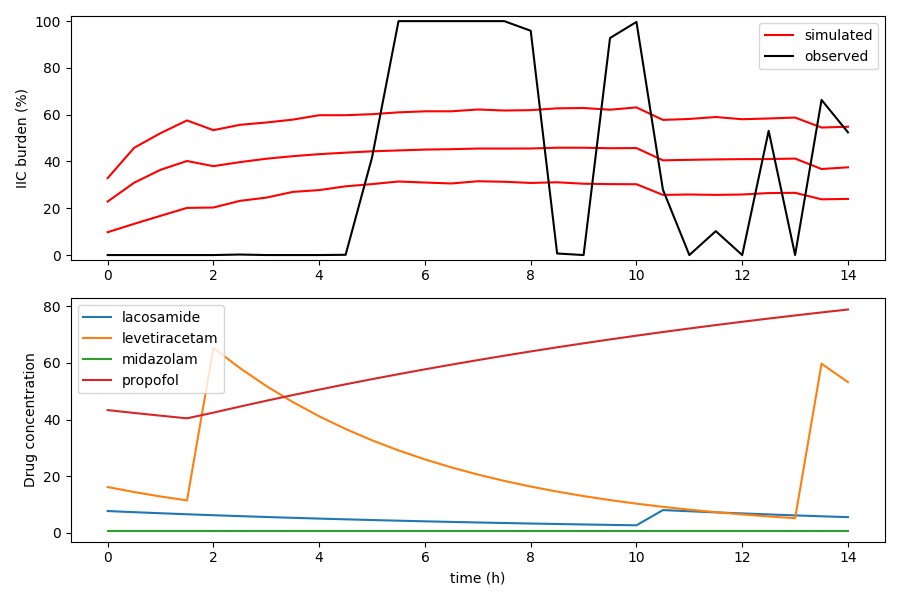 100
80
60
40
20
0
IIC burden (%)
simulated
observed
0 2 4 6 8 10 12 14
80
60
40
20
0
Drug concentration
lacosamide
levetiracetam
midazolam
propofol
0 2 4 6 8 10 12 14
time (h)